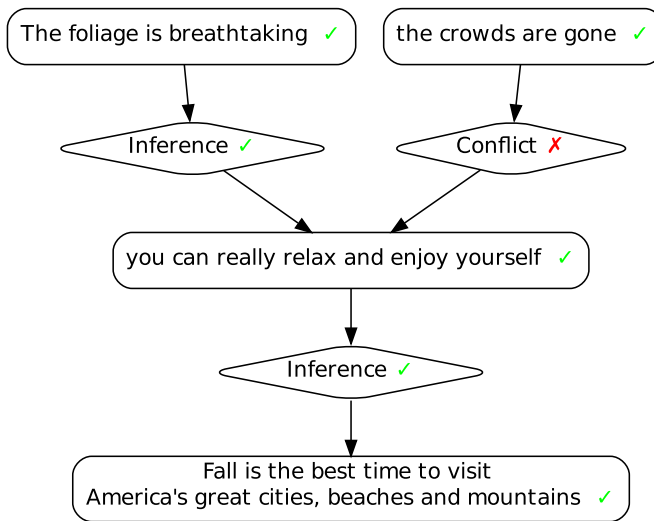 The foliage is breathtaking ✓
the crowds are gone ✓
Inference ✓
Conflict ✗
you can really relax and enjoy yourself ✓
Inference ✓
Fall is the best time to visit
America's great cities, beaches and mountains ✓